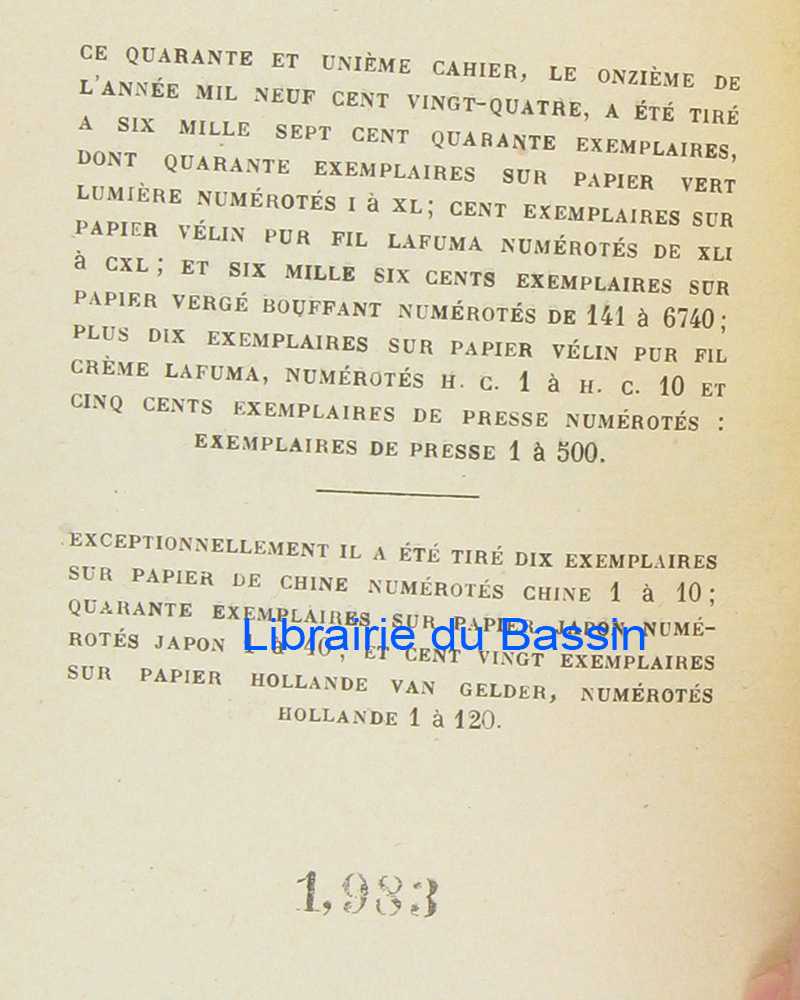 CE QUARANTE ET UNIÈME CAHIER, LE ONZIÈME DE
L'ANNÉE MIL NEUF CENT VINGT-QUATRE, A ÉTÉ TIRÉ
A SIX MILLE SEPT CENT QUARANTE EXEMPLAIRES,
DONT QUARANTE EXEMPLAIRES SUR PAPIER VERT
LUMIÈRE NUMÉROTÉS I à XL; CENT EXEMPLAIRES SUR
PAPIER VÉLIN PUR FIL LAFUMA NUMÉROTÉS DE XLI
à CXL; ET SIX MILLE SIX CENTS EXEMPLAIRES SUR
PAPIER VERGÉ BOUFFANT NUMÉROTÉS DE 141 à 6740;
PLUS DIX EXEMPLAIRES SUR PAPIER VÉLIN PUR FIL
CRÈME LAFUMA, NUMÉROTÉS H. C. 1 à H. C. 10 ET
CINQ CENTS EXEMPLAIRES DE PRESSE NUMÉROTÉS :
EXEMPLAIRES DE PRESSE 1 à 500.
EXCEPTIONNELLEMENT IL A ÉTÉ TIRÉ DIX EXEMPLAIRES
SUR PAPIER DE CHINE NUMÉROTÉS CHINE 1 à 10;
QUARANTE EXEMPLAIRES SUR PAPIER JAPON NUMÉ-
ROTÉS JAPON 1 à 40; ET CENT VINGT EXEMPLAIRES
Librairie du Bassin
SUR PAPIER HOLLANDE VAN GELDER, NUMÉROTÉS
HOLLANDE 1 à 120.
1,983